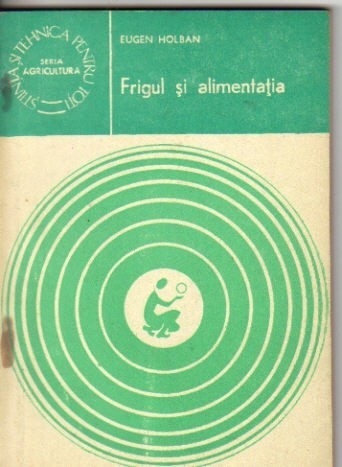 ȘTIINȚA ȘI TEHNICA PENTRU TOȚI
SERIA
AGRICULTURA
EUGEN HOLBAN
Frigul și alimentația